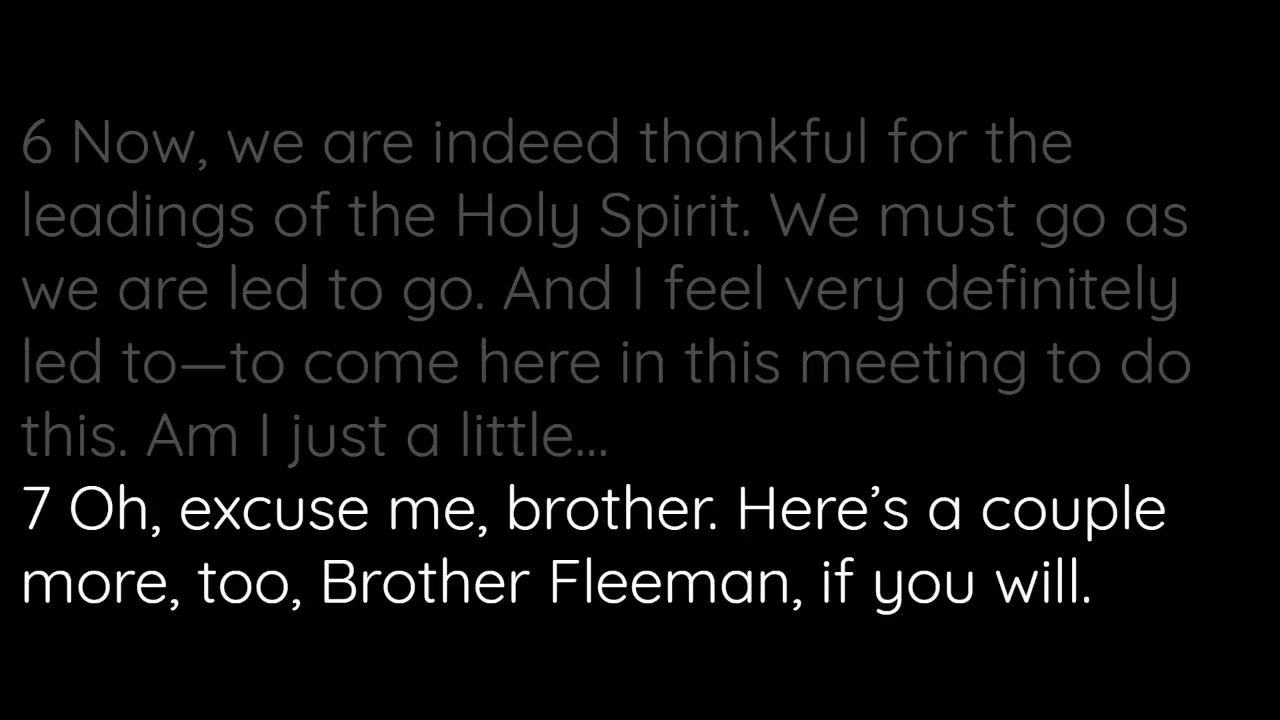 6 Now, we are indeed thankful for the
leadings of the Holy Spirit. We must go as
we are led to go. And I feel very definitely
led to—to come here in this meeting to do
this. Am I just a little...
7 Oh, excuse me, brother. Here’s a couple
more, too, Brother Fleeman, if you will.